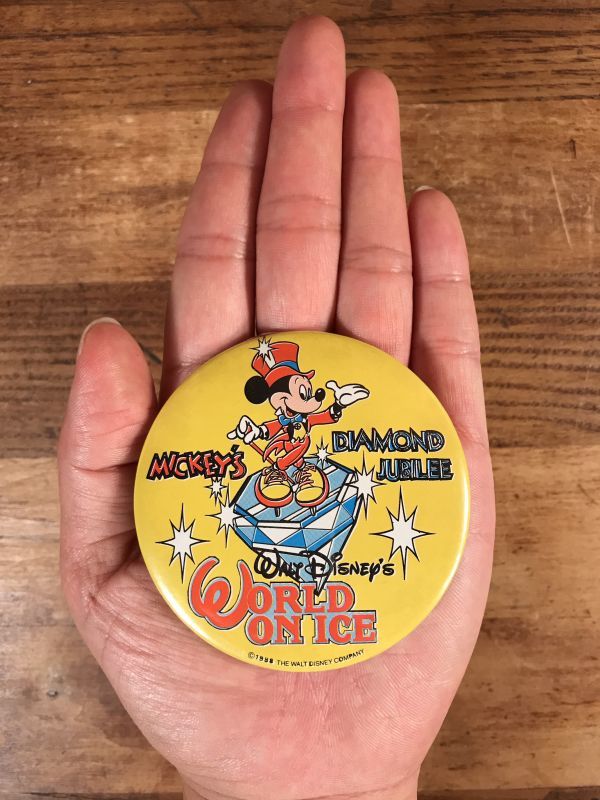 MICKEY'S
DIAMOND
JUBILEE
WALT DISNEY'S
WORLD
ON ICE
©1988 THE WALT DISNEY COMPANY